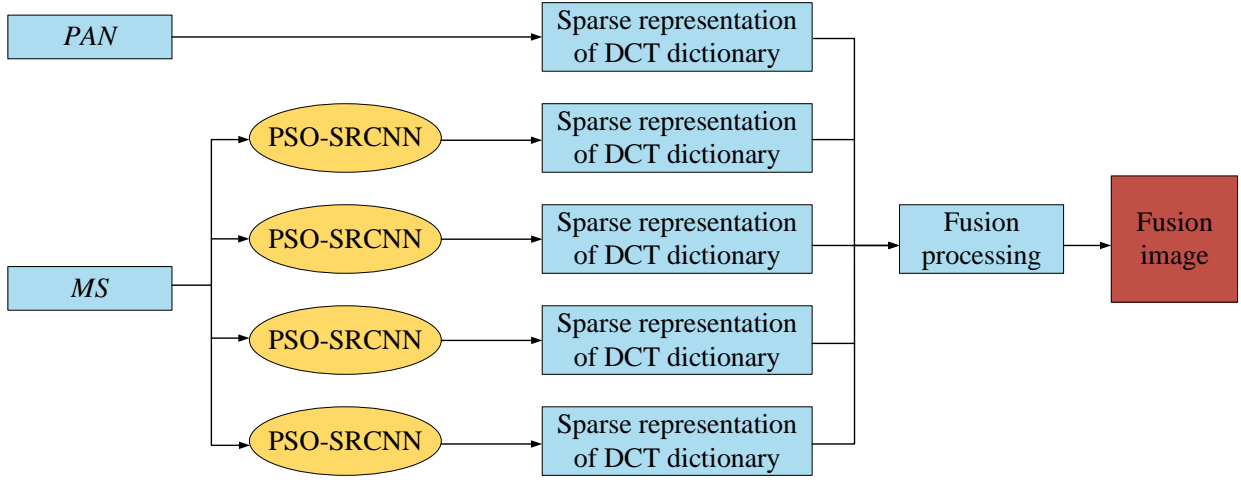 PAN
Sparse representation
of DCT dictionary
PSO-SRCNN
Sparse representation
of DCT dictionary
PSO-SRCNN
Sparse representation
of DCT dictionary
MS
PSO-SRCNN
Sparse representation
of DCT dictionary
PSO-SRCNN
Sparse representation
of DCT dictionary
Fusion
processing
Fusion
image